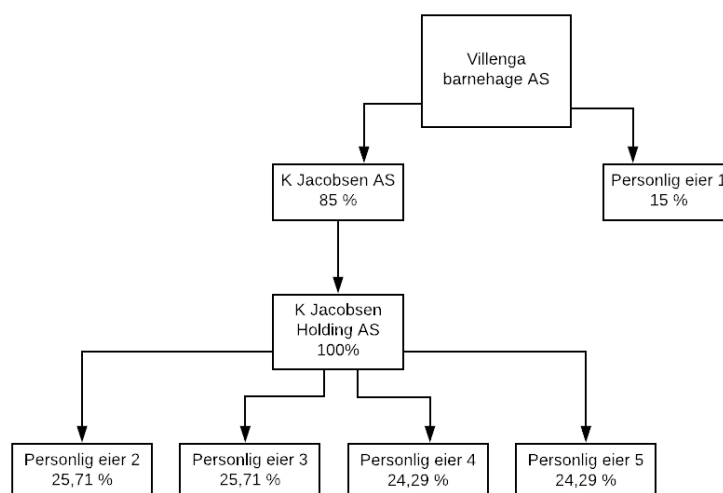 Villenga
barnehage AS
K Jacobsen AS
85 %
Personlig eier 1
15 %
K Jacobsen
Holding AS
100%
Personlig eier 2
25,71 %
Personlig eier 3
25,71 %
Personlig eier 4
24,29 %
Personlig eier 5
24,29 %